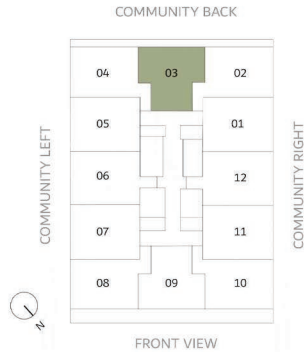 COMMUNITY BACK
04 03 02
05 01
COMMUNITY LEFT
COMMUNITY RIGHT
06 12
07 11
08 09 10
N
FRONT VIEW